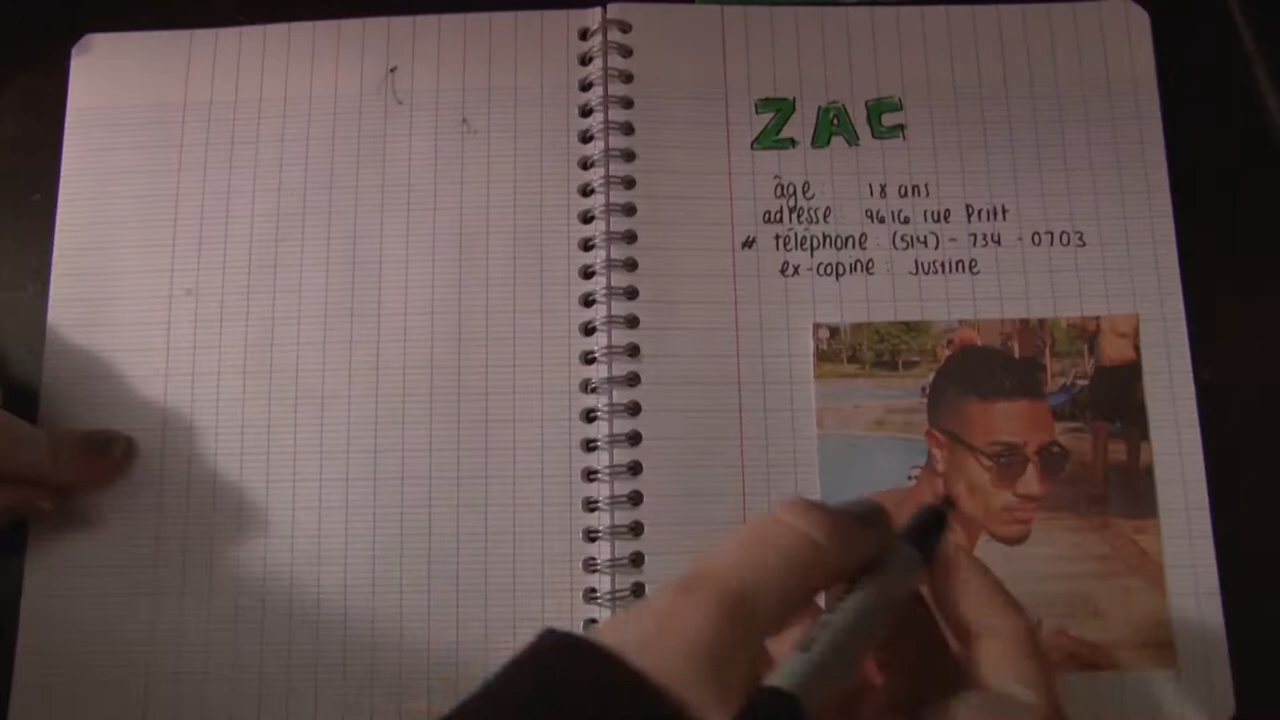 ZAC
âge : 18 ans
adresse : 9616 rue Pritt
# téléphone : (514) - 734 - 0703
ex-copine : Justine